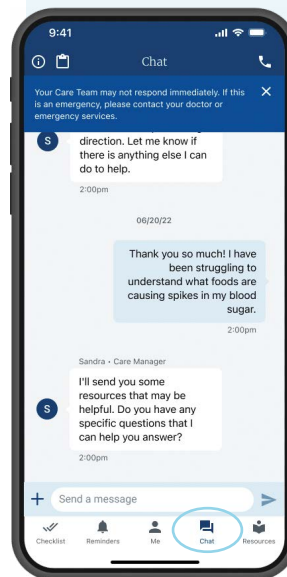 9:41
Chat
Your Care Team may not respond immediately. If this
is an emergency, please contact your doctor or
emergency services.
direction. Let me know if
there is anything else I can
do to help.
S
2:00pm
06/20/22
Thank you so much! I have
been struggling to
understand what foods are
causing spikes in my blood
sugar.
2:00pm
Sandra • Care Manager
I'll send you some
resources that may be
helpful. Do you have any
specific questions that I
can help you answer?
S
2:00pm
Send a message
Checklist Reminders Me Chat Resources